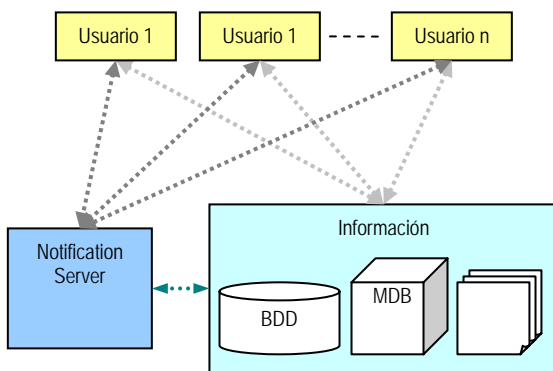 Usuario 1
Usuario 1
Usuario n
Notification
Server
Información
BDD
MDB